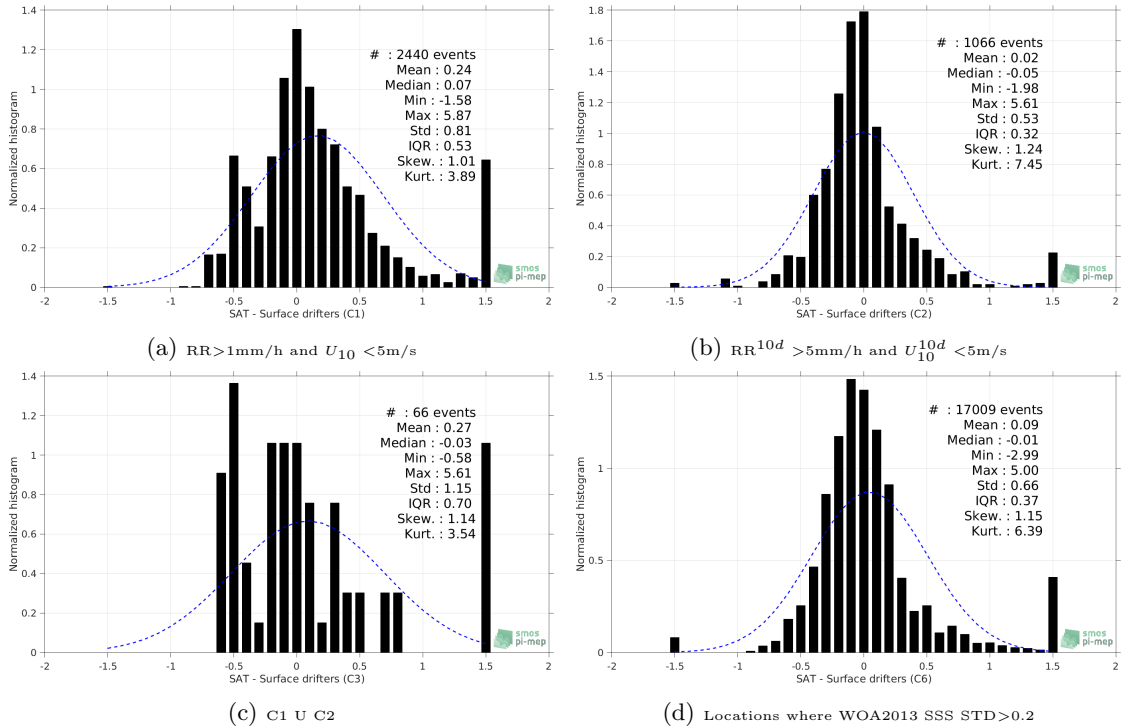 1.4
1.2
1
0.8
0.6
0.4
0.2
0
Normalized histogram
# : 2440 events
Mean : 0.24
Median : 0.07
Min : -1.58
Max : 5.87
Std : 0.81
IQR : 0.53
Skew. : 1.01
Kurt. : 3.89
smos
pi-mep
-2 -1.5 -1 -0.5 0 0.5 1 1.5 2
SAT - Surface drifters (C1)
(a) RR>1mm/h and U10 <5m/s
1.8
1.6
1.4
1.2
1
0.8
0.6
0.4
0.2
0
Normalized histogram
# : 1066 events
Mean : 0.02
Median : -0.05
Min : -1.98
Max : 5.61
Std : 0.53
IQR : 0.32
Skew. : 1.24
Kurt. : 7.45
smos
pi-mep
-2 -1.5 -1 -0.5 0 0.5 1 1.5 2
SAT - Surface drifters (C2)
(b) RR10d >5mm/h and U10d10 <5m/s
1.4
1.2
1
0.8
0.6
0.4
0.2
0
Normalized histogram
# : 66 events
Mean : 0.27
Median : -0.03
Min : -0.58
Max : 5.61
Std : 1.15
IQR : 0.70
Skew. : 1.14
Kurt. : 3.54
smos
pi-mep
-2 -1.5 -1 -0.5 0 0.5 1 1.5 2
SAT - Surface drifters (C3)
(c) C1 U C2
1.5
1
0.5
0
Normalized histogram
# : 17009 events
Mean : 0.09
Median : -0.01
Min : -2.99
Max : 5.00
Std : 0.66
IQR : 0.37
Skew. : 1.15
Kurt. : 6.39
smos
pi-mep
-2 -1.5 -1 -0.5 0 0.5 1 1.5 2
SAT - Surface drifters (C6)
(d) Locations where WOA2013 SSS STD>0.2